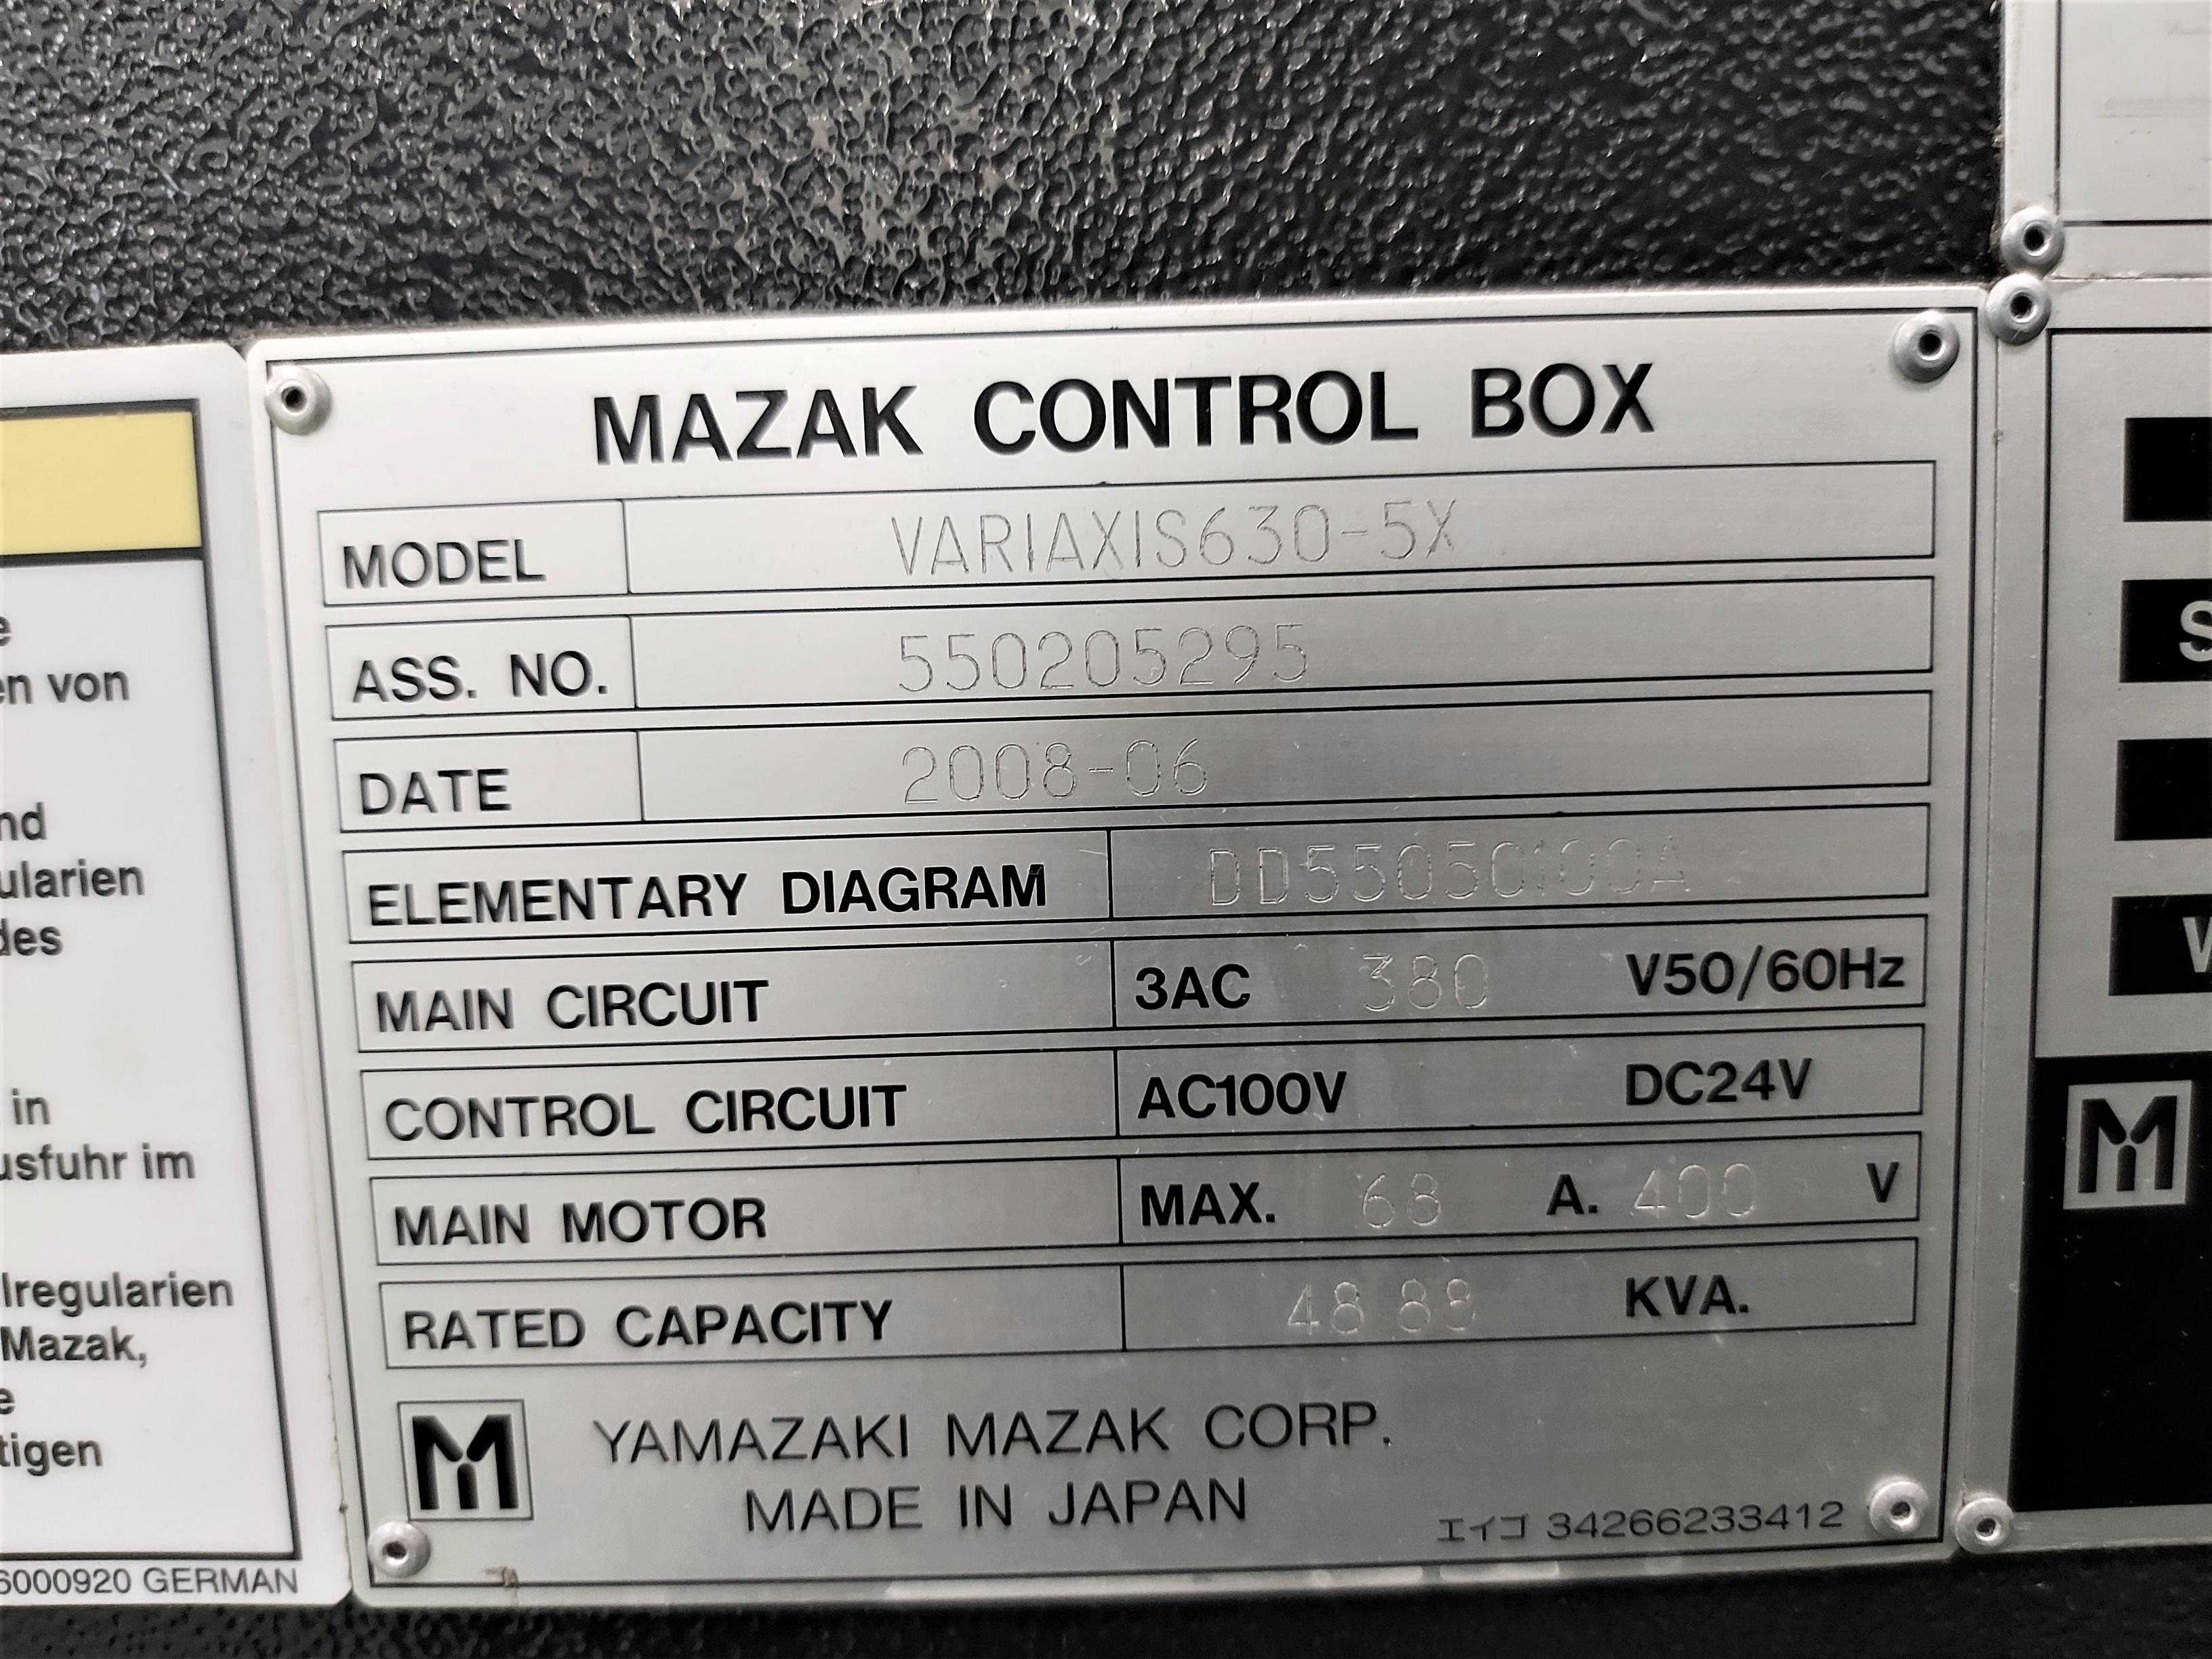 MAZAK CONTROL BOX
MODEL VARIAXIS630-5X
ASS. NO. 550205295
DATE 2008-06
ELEMENTARY DIAGRAM DD55050100A
MAIN CIRCUIT 3AC 380 V50/60Hz
CONTROL CIRCUIT AC100V DC24V
MAIN MOTOR MAX. 68 A. 400 V
RATED CAPACITY 48.88 KVA.
YAMAZAKI MAZAK CORP.
MADE IN JAPAN
エイコ 34266233412
en von
nd
ularien
des
in
usfuhr im
lregularien
Mazak,
e
tigen
6000920 GERMAN